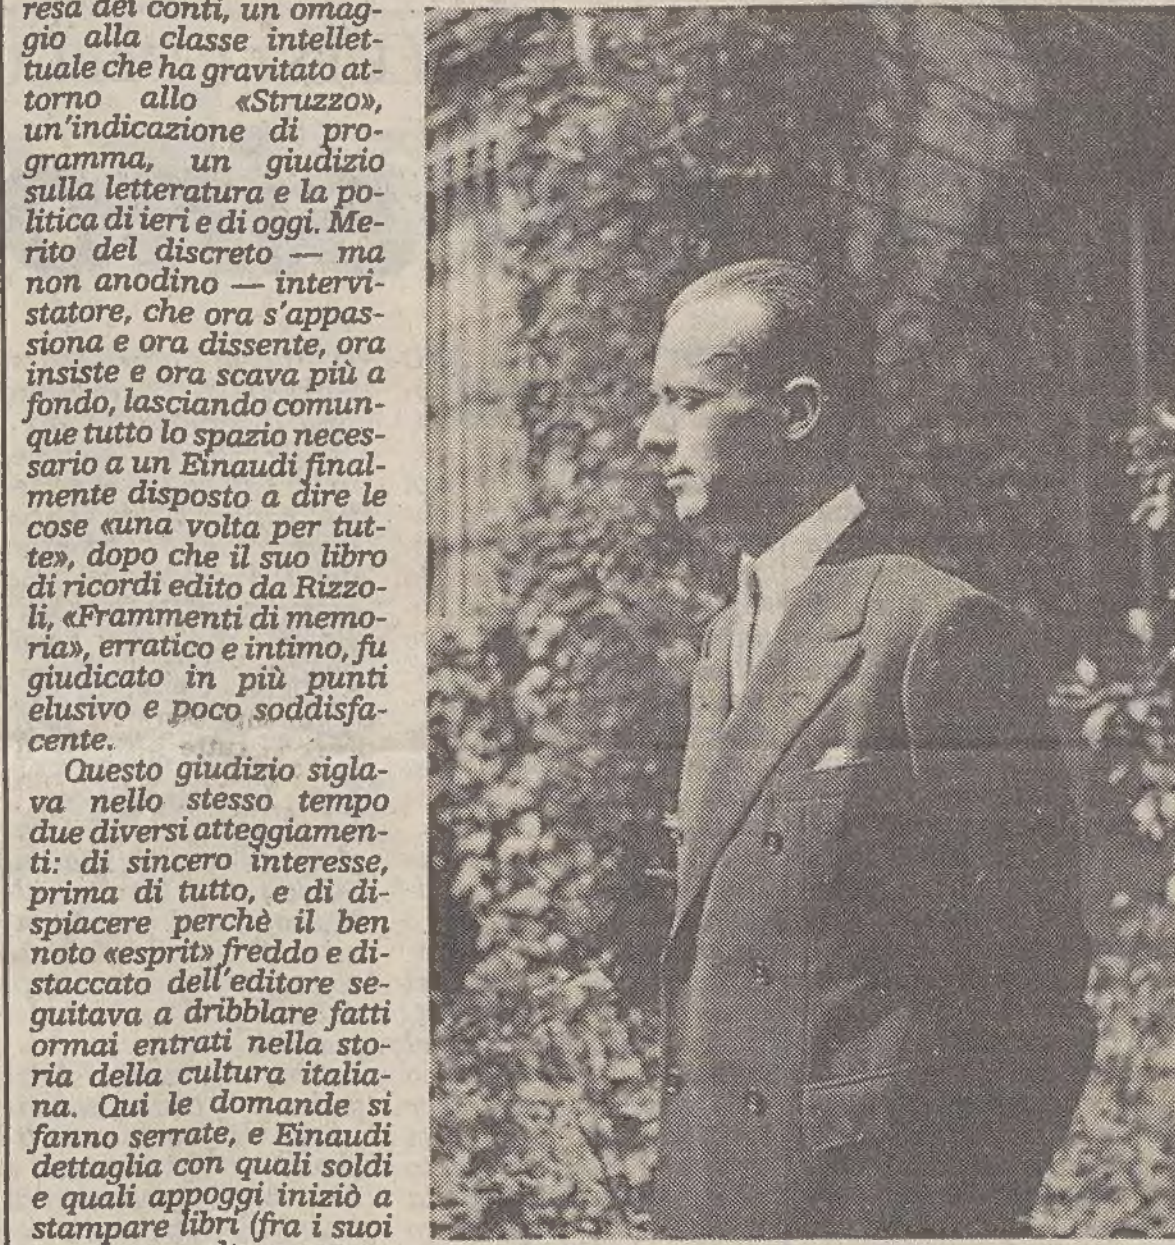 resa dei conti, un omag-
gio alla classe intellet-
tuale che ha gravitato at-
torno allo «Struzzo»,
un'indicazione di pro-
gramma, un giudizio
sulla letteratura e la po-
litica di ieri e di oggi. Me-
rito del discreto — ma
non anodino — intervi-
statore, che ora s'appas-
siona e ora dissente, ora
insiste e ora scava più a
fondo, lasciando comun-
que tutto lo spazio neces-
sario a un Einaudi final-
mente disposto a dire le
cose «una volta per tut-
te», dopo che il suo libro
di ricordi edito da Rizzo-
li, «Frammenti di memo-
ria», erratico e intimo, fu
giudicato in più punti
elusivo e poco soddisfa-
cente.
Questo giudizio sigla-
va nello stesso tempo
due diversi atteggiamen-
ti: di sincero interesse,
prima di tutto, e di di-
spiacere perchè il ben
noto «esprit» freddo e di-
staccato dell'editore se-
guitava a dribblare fatti
ormai entrati nella sto-
ria della cultura italia-
na. Qui le domande si
fanno serrate, e Einaudi
dettaglia con quali soldi
e quali appoggi iniziò a
stampare libri (fra i suoi